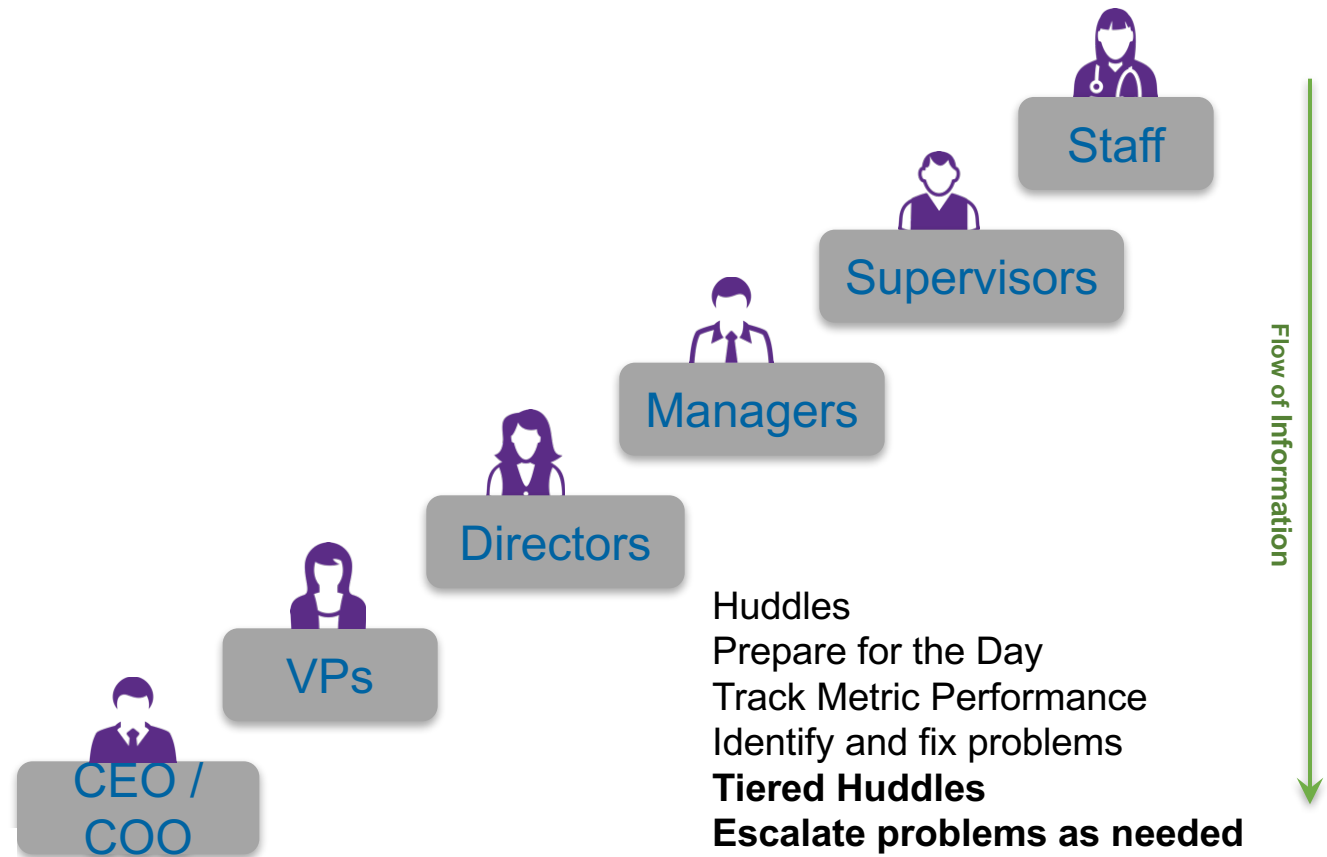 Staff
Supervisors
Managers
Flow of Information
Directors
Huddles
Prepare for the Day
VPs
Track Metric Performance
Identify and fix problems
CEO /
COO
Tiered Huddles
Escalate problems as needed